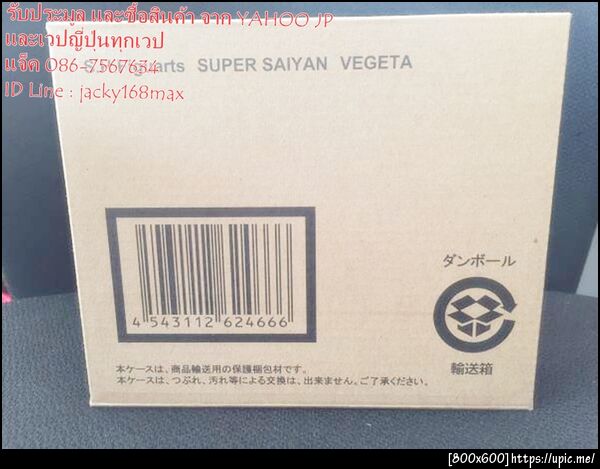 รับประมูล และซื้อสินค้า จาก YAHOO JP
และเวปญี่ปุ่นทุกเวป
แจ็ค 086-7567634
ID Line : jacky168max
S.H.Figuarts SUPER SAIYAN VEGETA
4 543112 624666
ダンボール
輸送箱
本ケースは、商品輸送用の保護梱包材です。
本ケースは、つぶれ、汚れ等による交換は、出来ません。ご了承ください。
[800x600]https://upic.me/